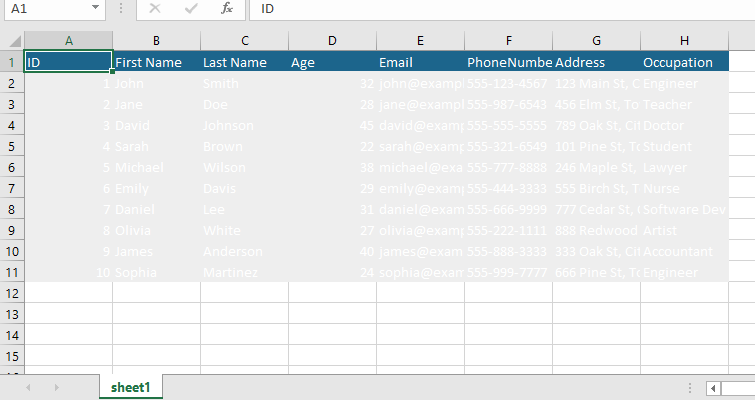 A1 fx ID
A B C D E F G H
1 ID First Name Last Name Age Email PhoneNumbe Address Occupation
2 1 John Smith 32 john@exampl 555-123-4567 123 Main St, C Engineer
3 2 Jane Doe 28 jane@exampl 555-987-6543 456 Elm St, To Teacher
4 3 David Johnson 45 david@examp 555-555-5555 789 Oak St, Cit Doctor
5 4 Sarah Brown 22 sarah@examp 555-321-6549 101 Pine St, To Student
6 5 Michael Wilson 38 michael@exam 555-777-8888 246 Maple St, Lawyer
7 6 Emily Davis 29 emily@examp 555-444-3333 555 Birch St, T Nurse
8 7 Daniel Lee 31 daniel@exam 555-666-9999 777 Cedar St, Software Dev
9 8 Olivia White 27 olivia@examp 555-222-1111 888 Redwood Artist
10 9 James Anderson 40 james@exam 555-888-3333 333 Oak St, Cit Accountant
11 10 Sophia Martinez 24 sophia@exam 555-999-7777 666 Pine St, To Engineer
12
13
14
15
sheet1